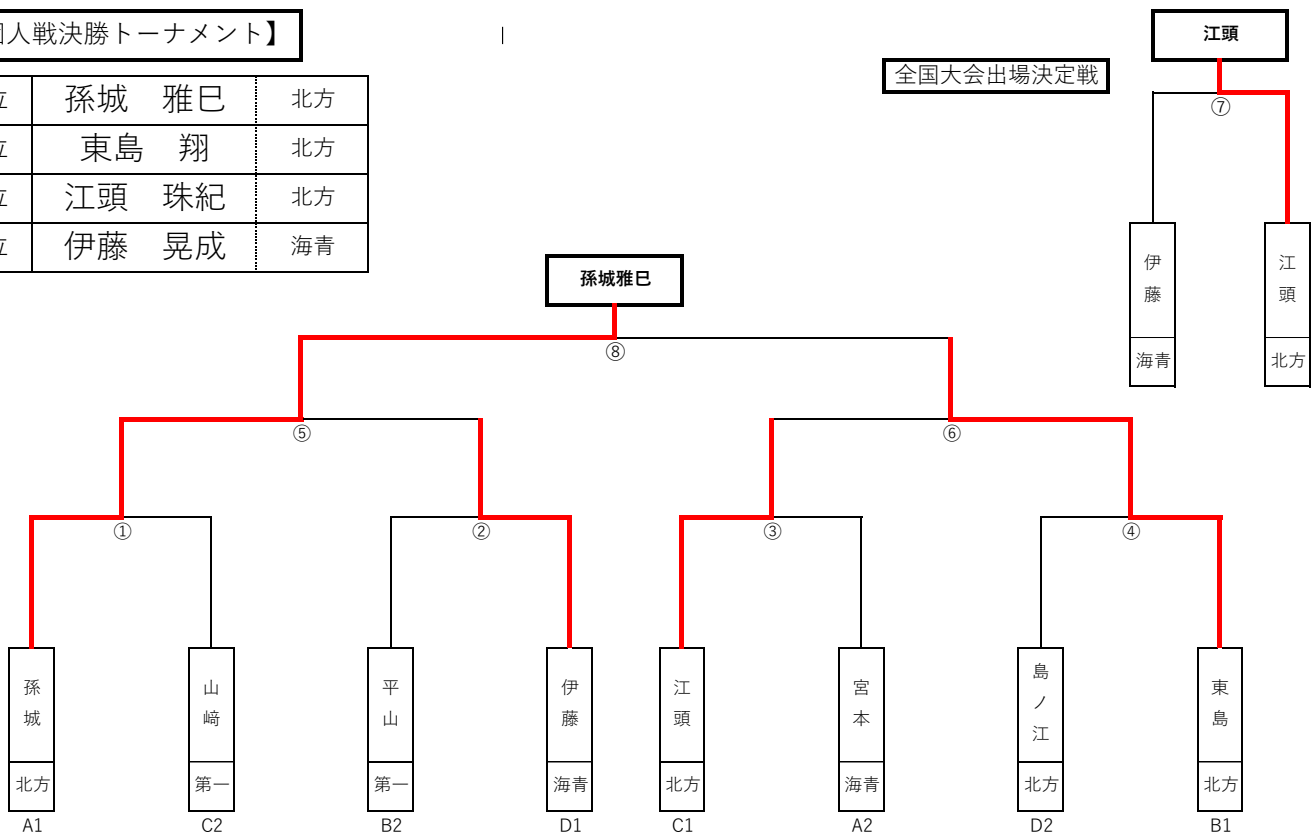 人戦決勝トーナメント】
全国大会出場決定戦
江頭
孫城 雅巳 北方
東島 翔 北方
江頭 珠紀 北方
伊藤 晃成 海青
⑦
伊藤 江頭
海青 北方
孫城雅巳
⑧
⑤ ⑥
① ② ③ ④
孫城 山﨑 平山 伊藤 江頭 宮本 島ノ江 東島
北方 第一 第一 海青 北方 海青 北方 北方
A1 C2 B2 D1 C1 A2 D2 B1